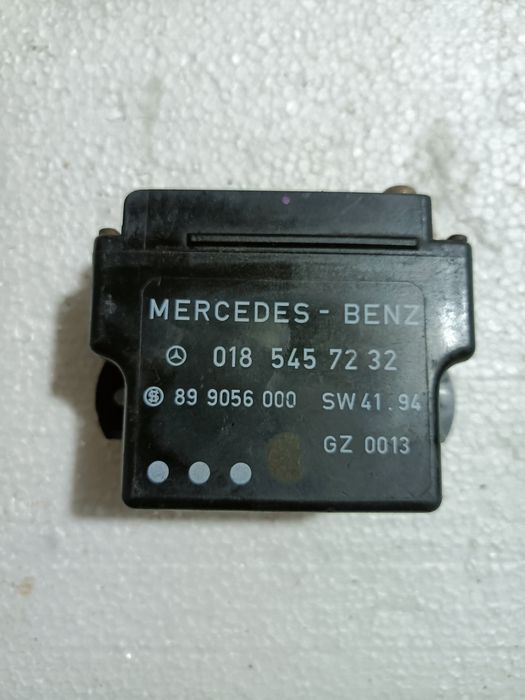 MERCEDES - BENZ
018 545 72 32
89 9056 000 SW 41 . 94
GZ 0013